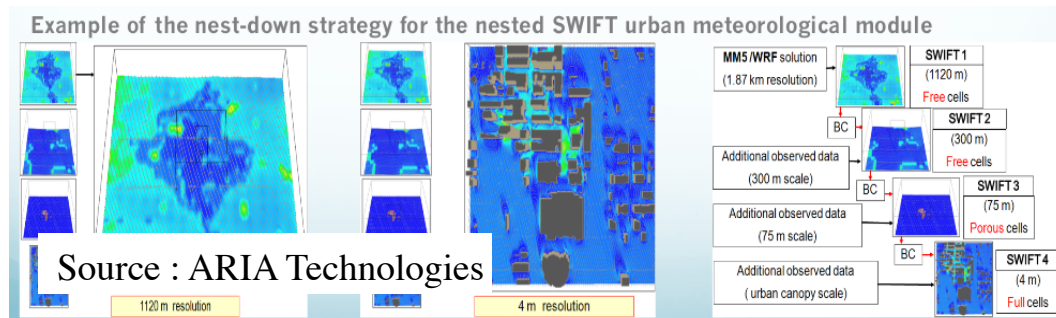 Example of the nest-down strategy for the nested SWIFT urban meteorological module
Source : ARIA Technologies
1120 m resolution
4 m resolution
MM5/WRF solution
(1.87 km resolution)
SWIFT 1
(1120 m)
Free cells
BC
SWIFT 2
(300 m)
Free cells
Additional observed data
(300 m scale)
BC
SWIFT 3
(75 m)
Porous cells
Additional observed data
(75 m scale)
BC
SWIFT 4
(4 m)
Full cells
Additional observed data
( urban canopy scale)